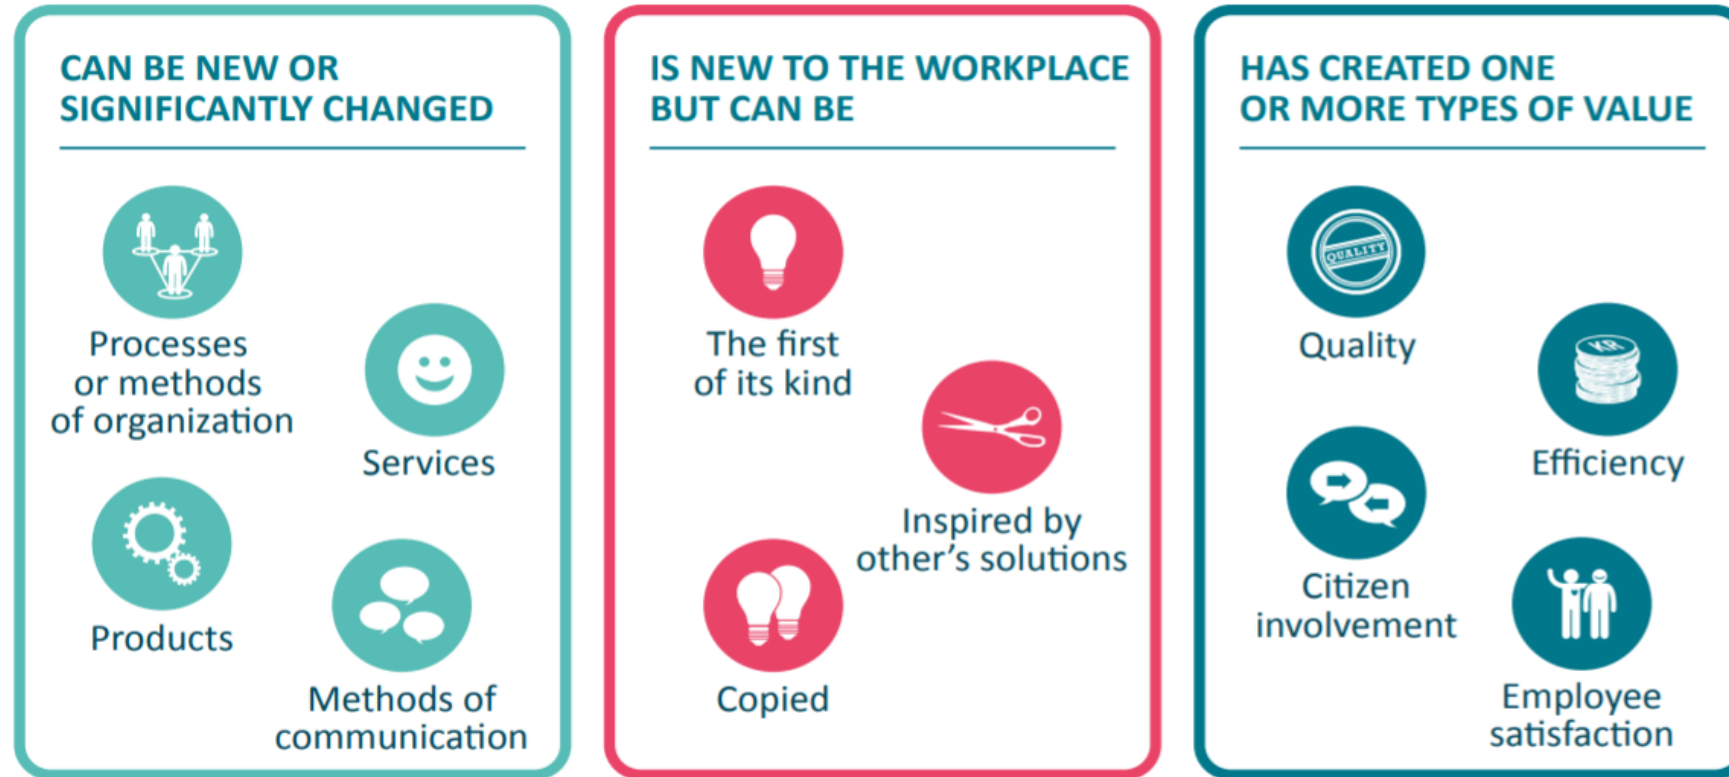 CAN BE NEW OR
SIGNIFICANTLY CHANGED
Processes
or methods
of organization
Services
Products
Methods of
communication
IS NEW TO THE WORKPLACE
BUT CAN BE
The first
of its kind
Inspired by
other’s solutions
Copied
HAS CREATED ONE
OR MORE TYPES OF VALUE
QUALITY
Quality
KR
Efficiency
Citizen
involvement
Employee
satisfaction